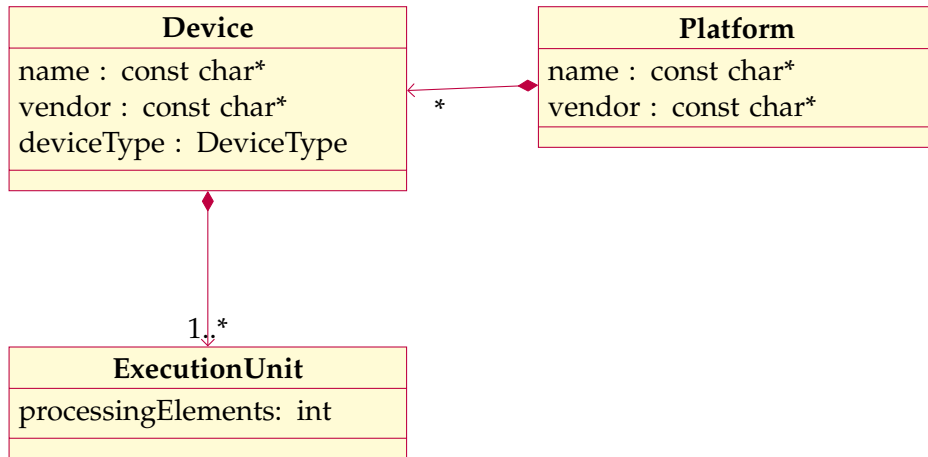 Device
name : const char*
vendor : const char*
deviceType : DeviceType
*
Platform
name : const char*
vendor : const char*
1..*
ExecutionUnit
processingElements: int